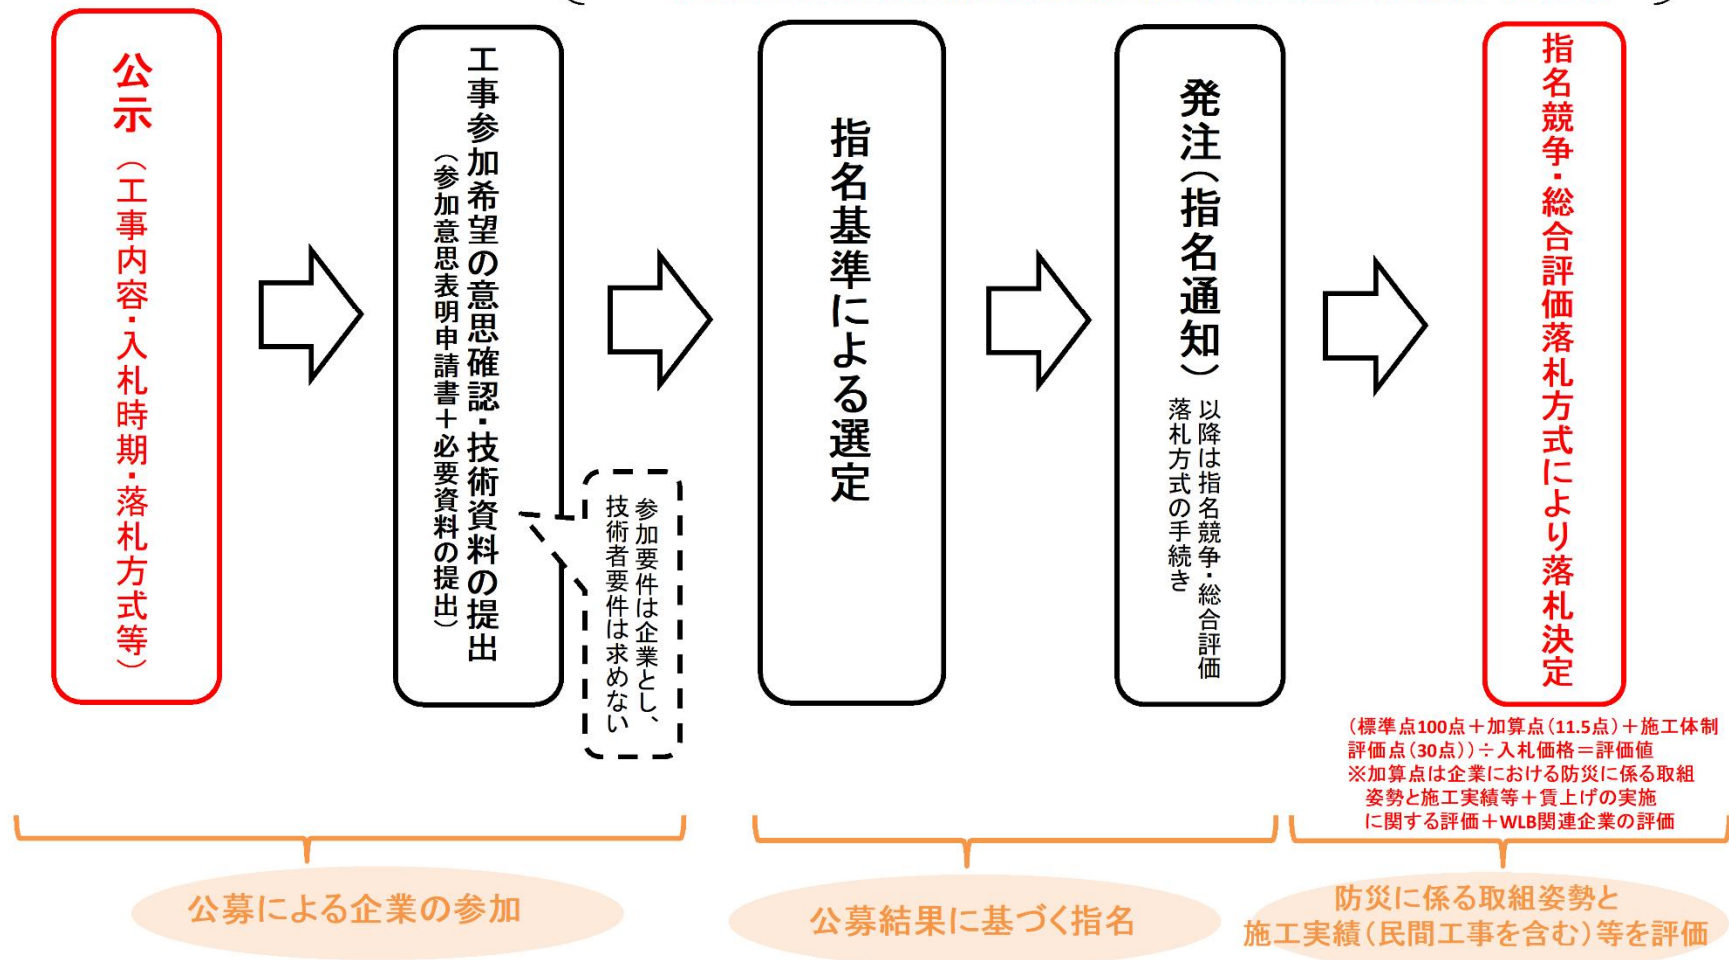 公示（工事内容・入札時期・落札方式等）
工事参加希望の意思確認・技術資料の提出
（参加意思表明申請書＋必要資料の提出）
参加要件は企業とし、
技術者要件は求めない
指名基準による選定
発注（指名通知）
以降は指名競争・総合評価
落札方式の手続き
指名競争・総合評価落札方式により落札決定
（標準点100点＋加算点（11.5点）＋施工体制
評価点（30点））÷入札価格＝評価値
※加算点は企業における防災に係る取組
姿勢と施工実績等＋賃上げの実施
に関する評価＋WLB関連企業の評価
公募による企業の参加
公募結果に基づく指名
防災に係る取組姿勢と
施工実績（民間工事を含む）等を評価